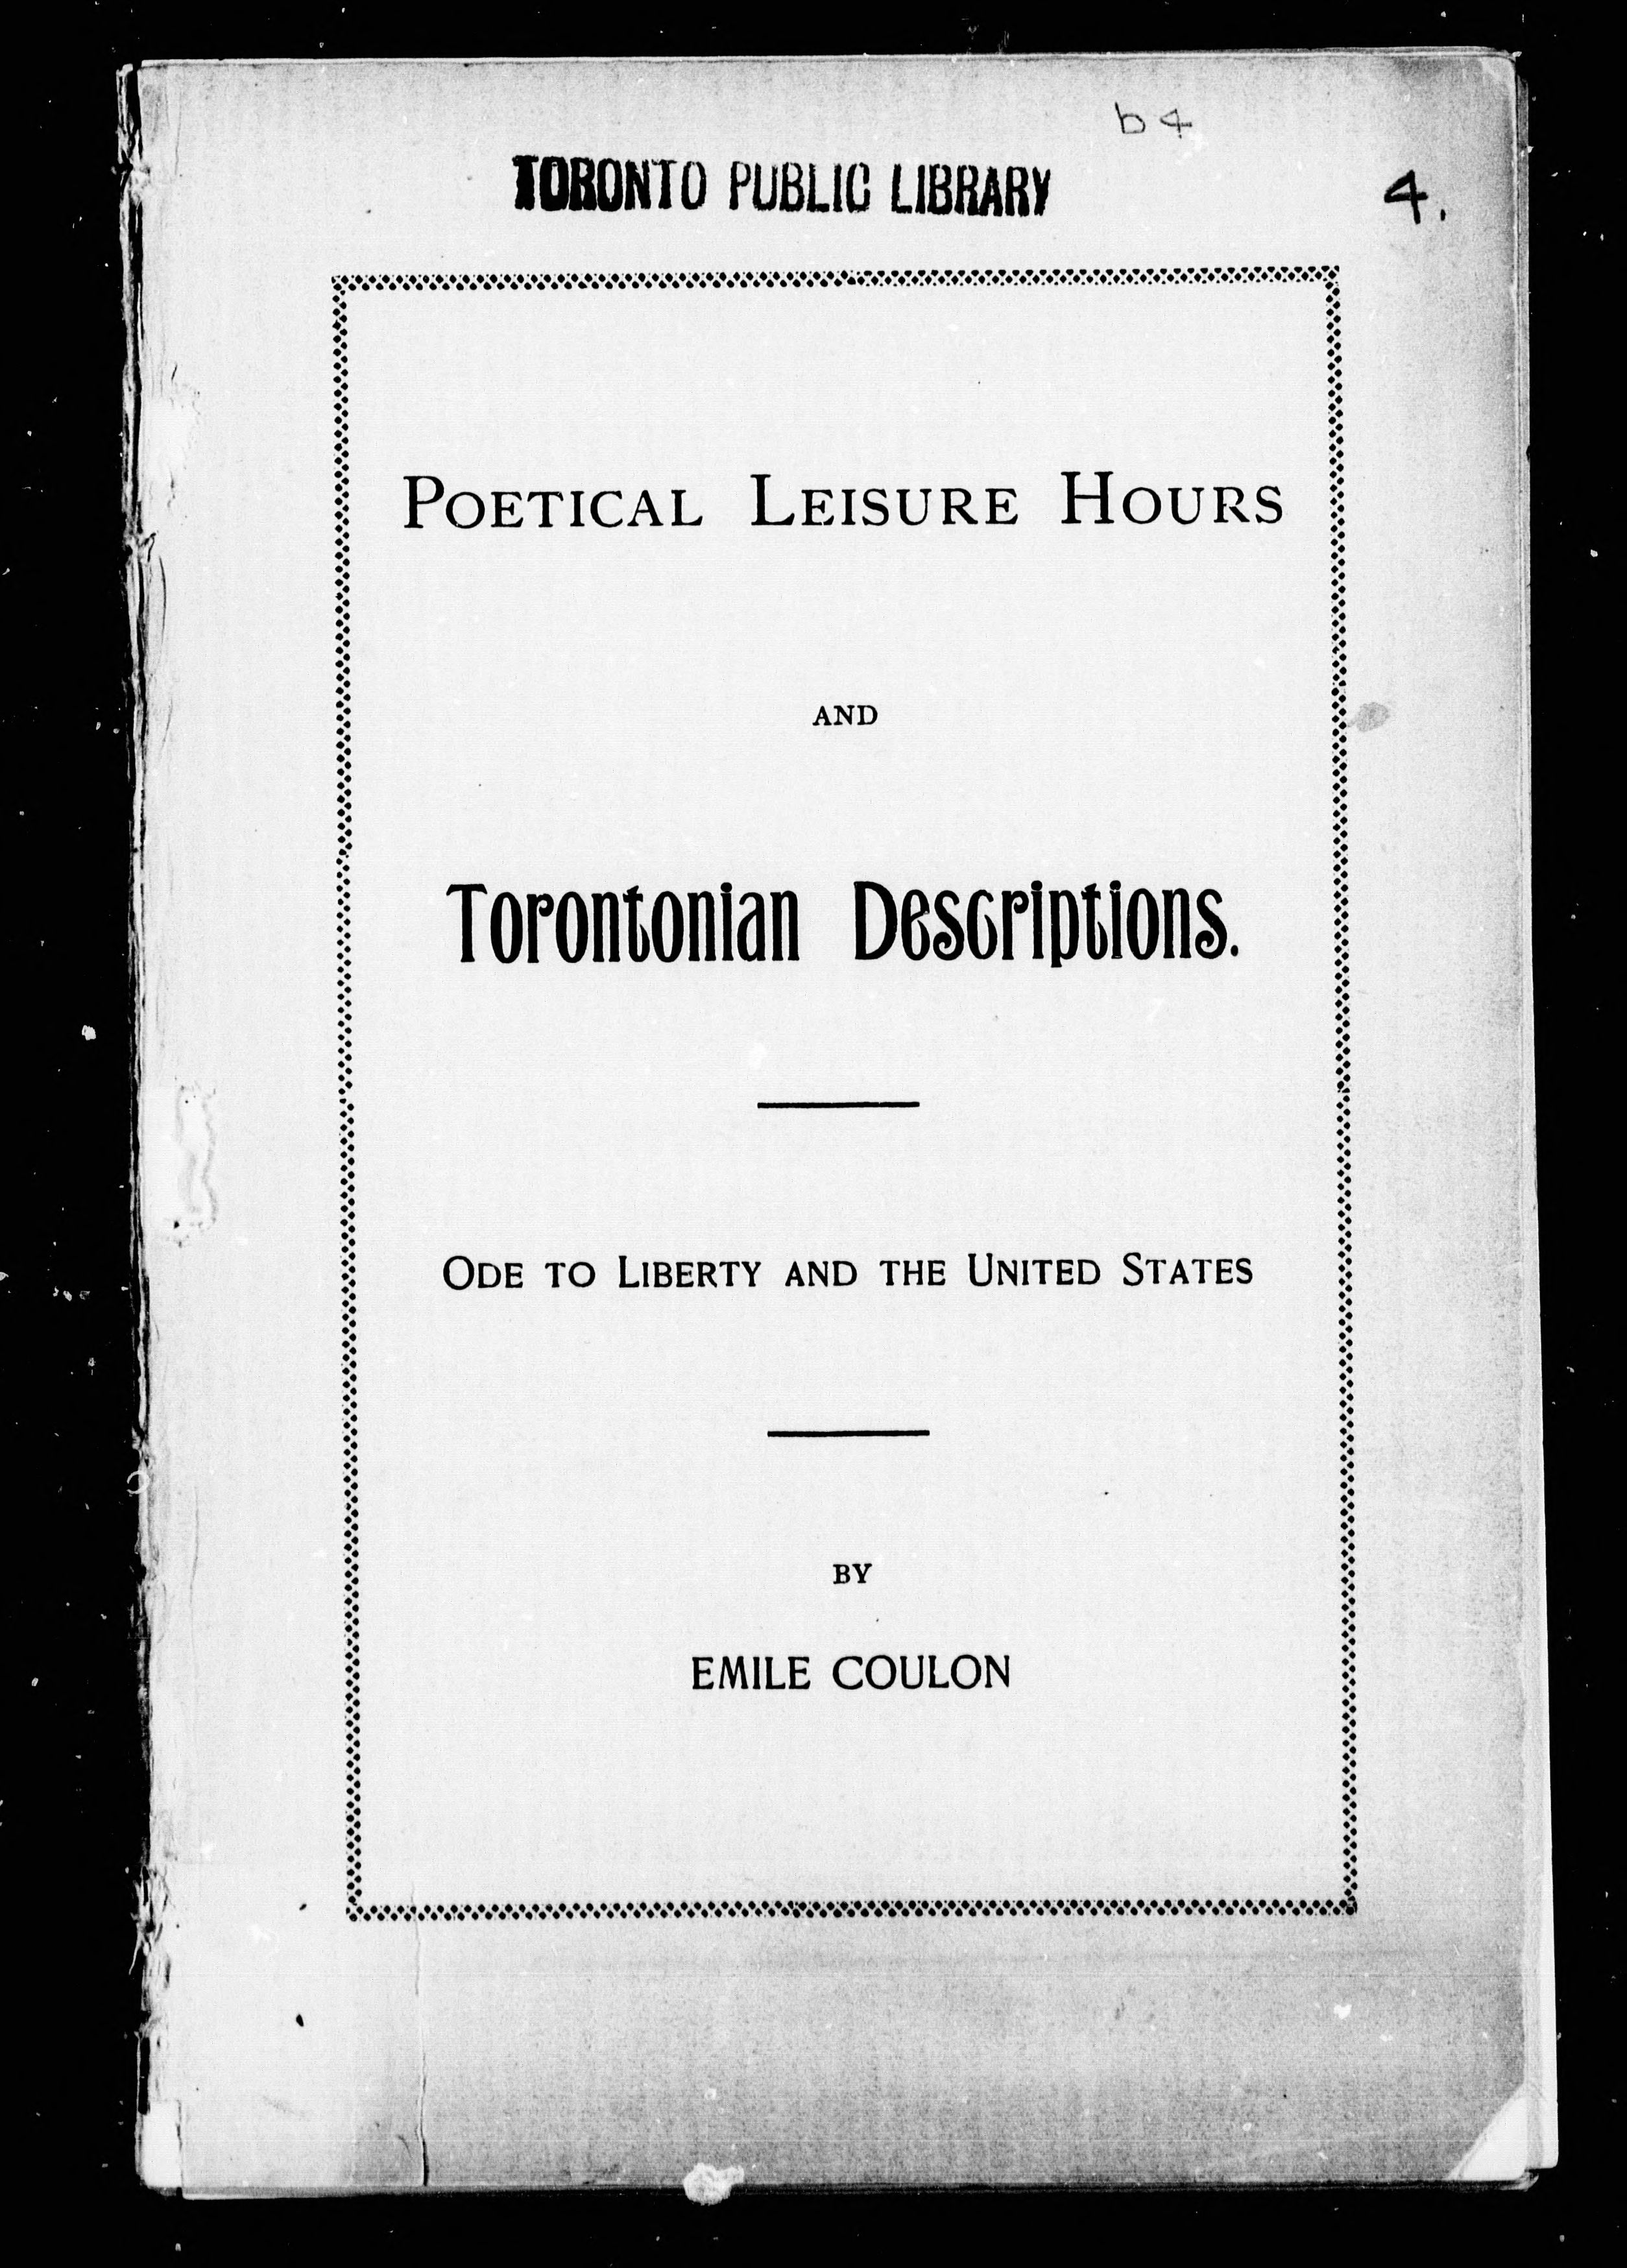 b4
TORONTO PUBLIC LIBRARY
4.
POETICAL LEISURE HOURS
AND
Torontonian Descriptions.
ODE TO LIBERTY AND THE UNITED STATES
BY
EMILE COULON